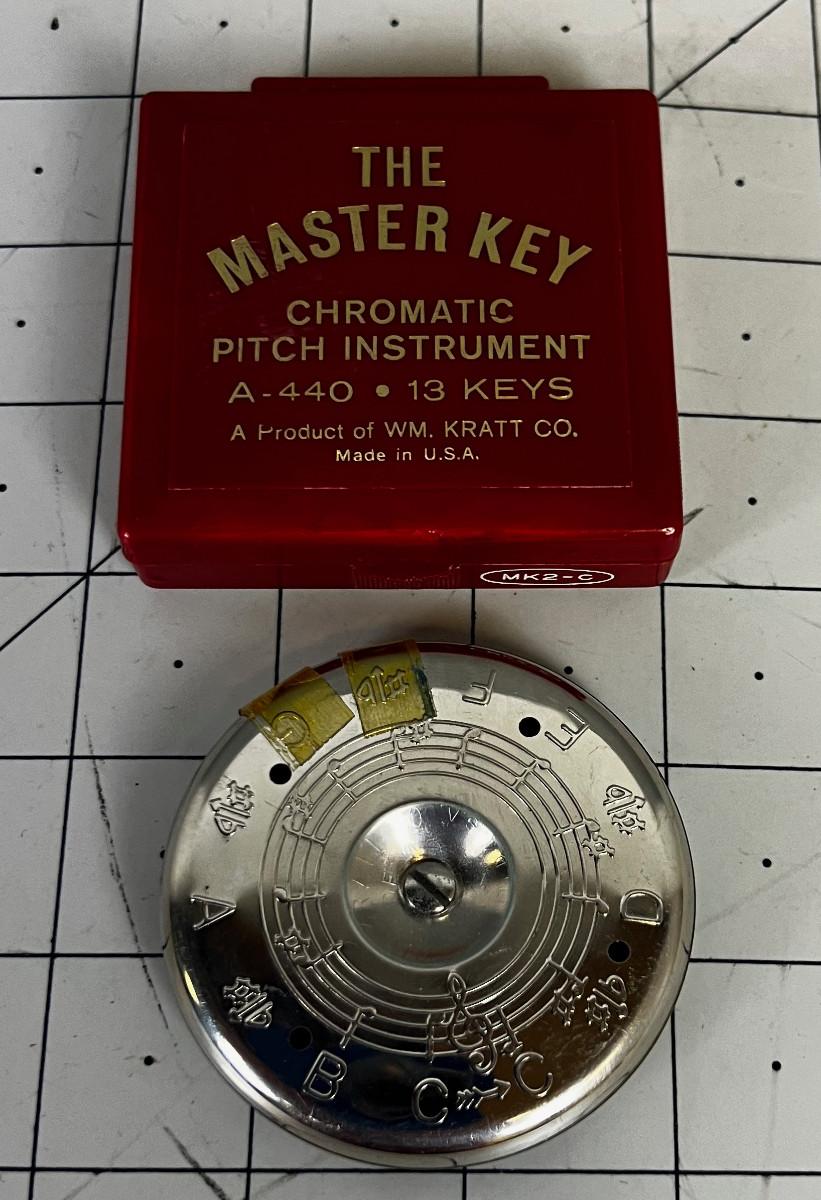 THE
MASTER KEY
CHROMATIC
PITCH INSTRUMENT
A-440 • 13 KEYS
A Product of WM. KRATT CO.
Made in U.S.A.
MK2-C
G
♭↑♯
F
E
♭↑♯
D
♯♭
C → C
B
♯♭
A
♭↑♯